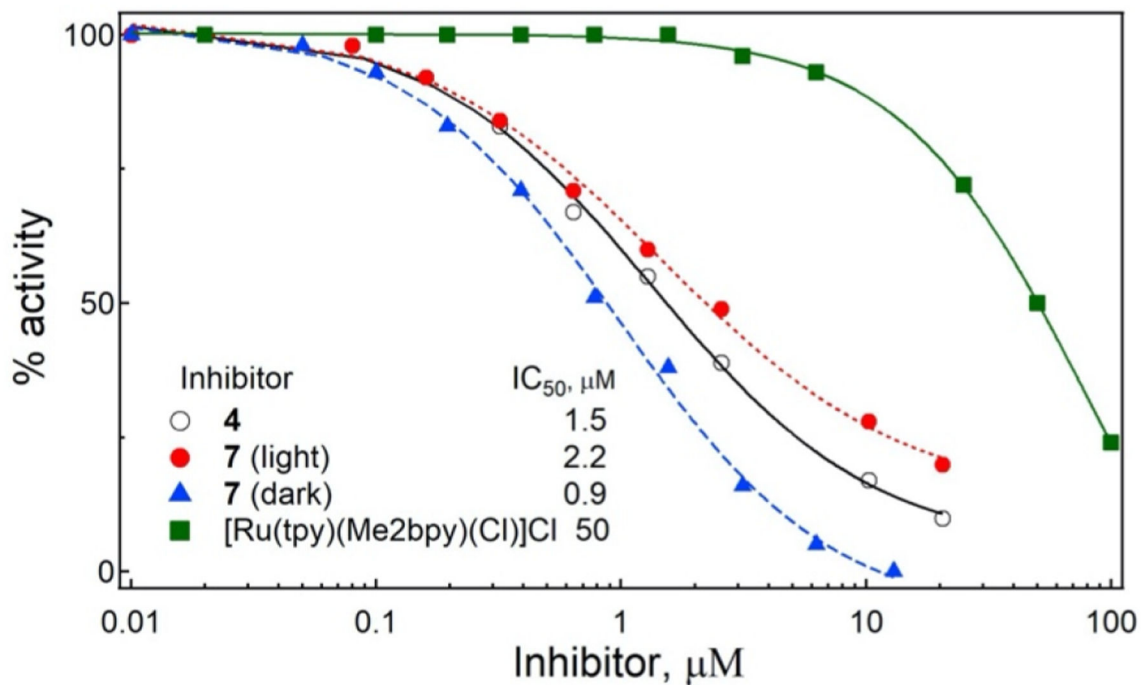 100
50
0
% activity
Inhibitor IC50, μM
4 1.5
7 (light) 2.2
7 (dark) 0.9
[Ru(tpy)(Me2bpy)(Cl)]Cl 50
0.01 0.1 1 10 100
Inhibitor, μM